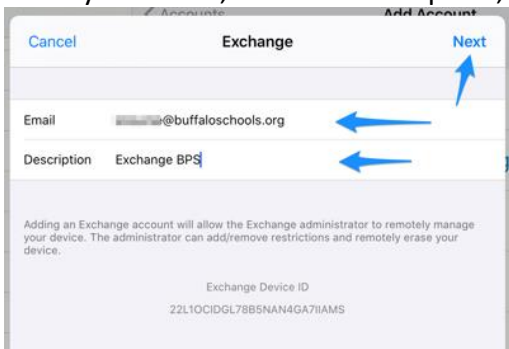 Accounts Add Account
Cancel Exchange Next
Email @buffaloschools.org
Description Exchange BPS
Adding an Exchange account will allow the Exchange administrator to remotely manage
your device. The administrator can add/remove restrictions and remotely erase your
device.
Exchange Device ID
22L1OCIDGL78B5NAN4GA7IIAMS